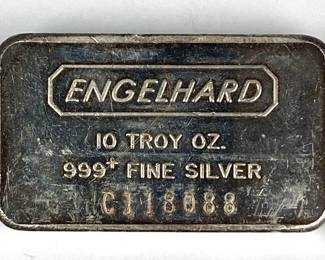 ENGELHARD
10 TROY OZ.
999+ FINE SILVER
C118088